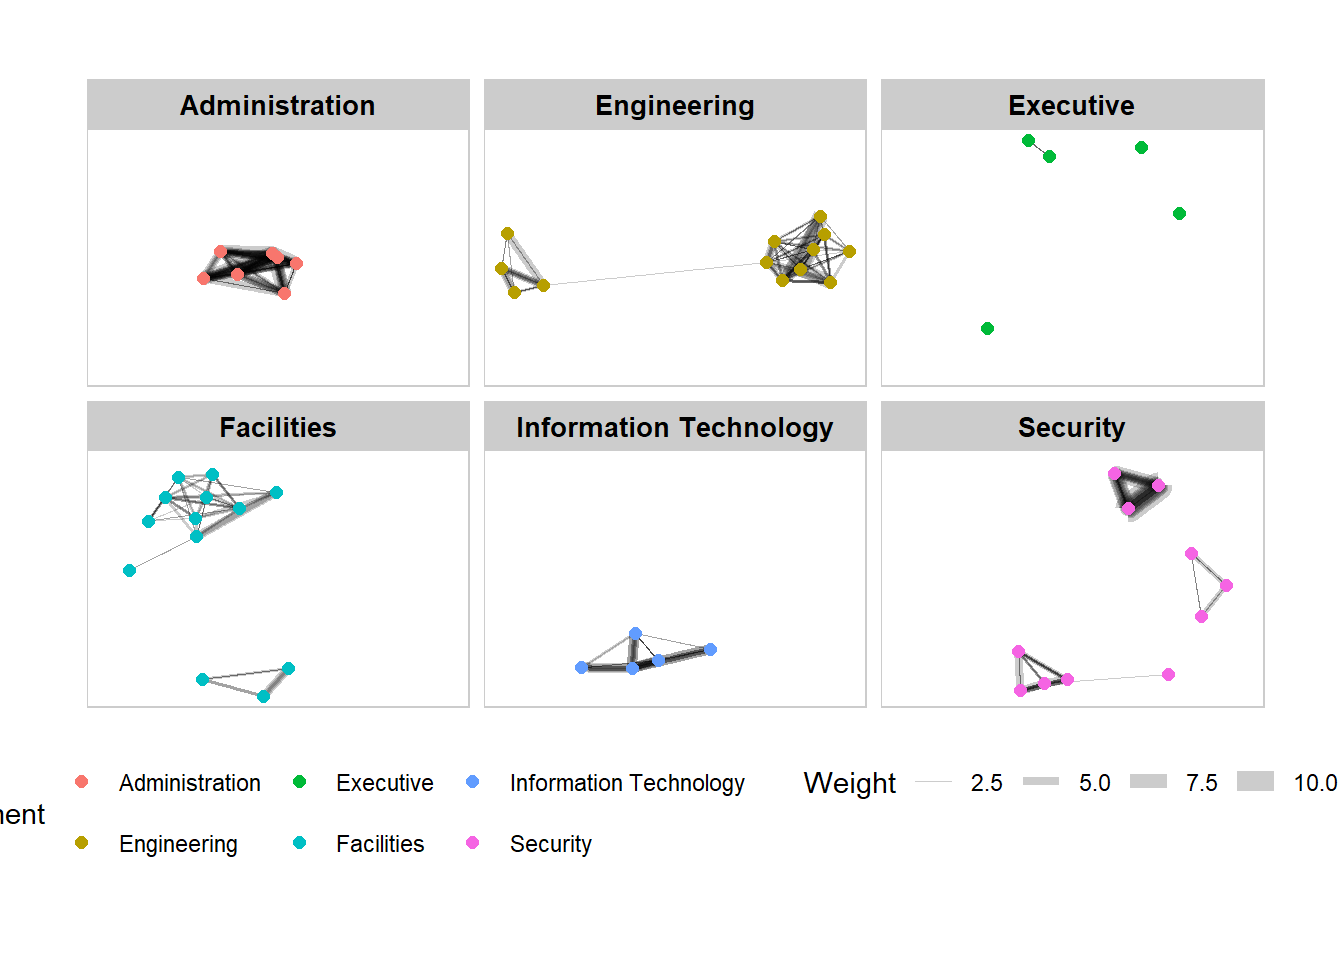 Administration
Engineering
Executive
Facilities
Information Technology
Security
Administration
Executive
Information Technology
Weight
2.5
5.0
7.5
10.0
Engineering
Facilities
Security